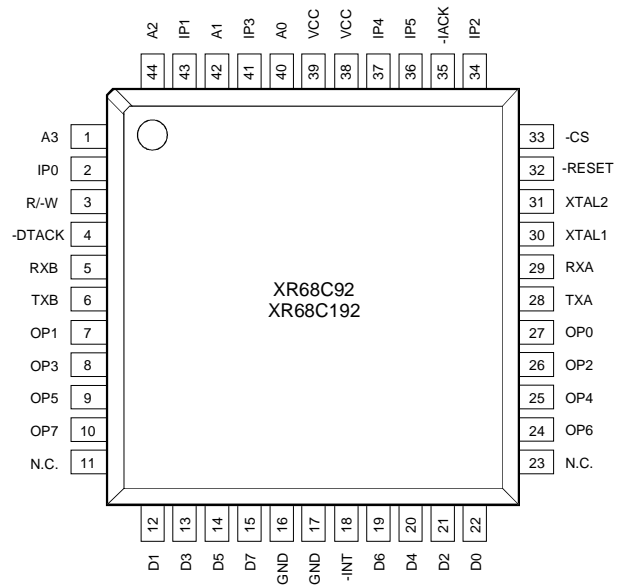 A2 IP1 A1 IP3 A0 VCC VCC IP4 IP5 -IACK IP2
44 43 42 41 40 39 38 37 36 35 34
A3 1 33 -CS
IP0 2 32 -RESET
R/-W 3 31 XTAL2
-DTACK 4 30 XTAL1
RXB 5 29 RXA
TXB 6 28 TXA
XR68C92
XR68C192
OP1 7 27 OP0
OP3 8 26 OP2
OP5 9 25 OP4
OP7 10 24 OP6
N.C. 11 23 N.C.
12 13 14 15 16 17 18 19 20 21 22
D1 D3 D5 D7 GND GND -INT D6 D4 D2 D0